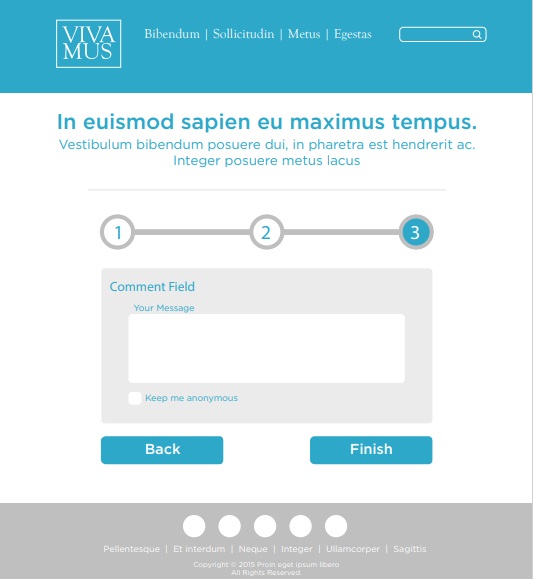 VIVA
MUS
Bibendum | Sollicitudin | Metus | Egestas
In euismod sapien eu maximus tempus.
Vestibulum bibendum posuere dui, in pharetra est hendrerit ac.
Integer posuere metus lacus
1 2 3
Comment Field
Your Message
Keep me anonymous
Back Finish
Pellentesque | Et interdum | Neque | Integer | Ullamcorper | Sagittis
Copyright © 2015 Proin eget ipsum libero
All Rights Reserved